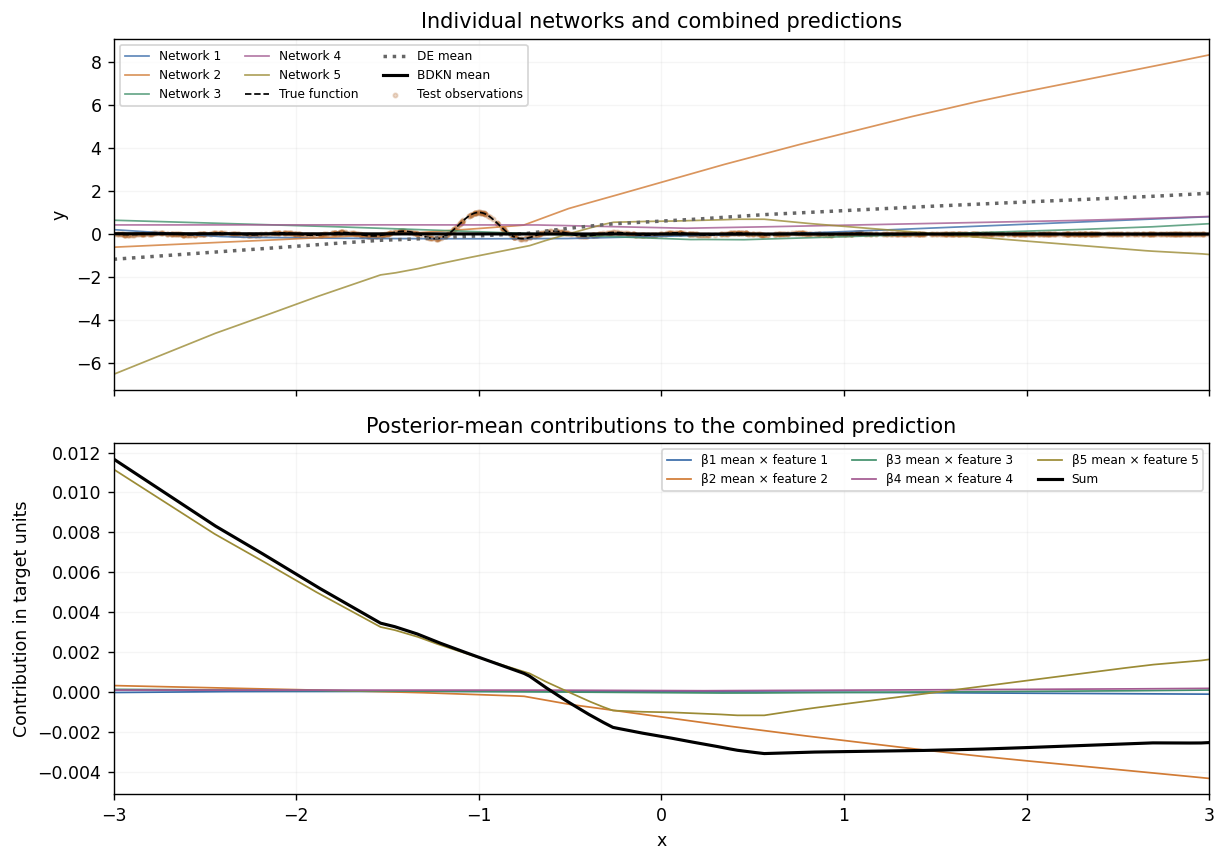 Individual networks and combined predictions
Network 1 Network 4 DE mean
Network 2 Network 5 BDKN mean
Network 3 True function Test observations
8
6
4
2
0
−2
−4
−6
y
Posterior-mean contributions to the combined prediction
β1 mean × feature 1 β3 mean × feature 3 β5 mean × feature 5
β2 mean × feature 2 β4 mean × feature 4 Sum
0.012
0.010
0.008
0.006
0.004
0.002
0.000
−0.002
−0.004
Contribution in target units
−3 −2 −1 0 1 2 3
x